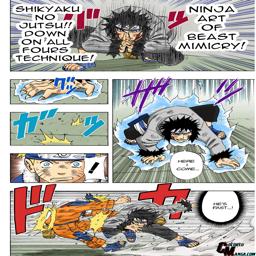 SHIKYAKU
NO
JUTSU!!
DOWN
ON ALL
FOURS
TECHNIQUE!
NINJA
ART
OF
BEAST
MIMICRY!
HERE
I
COME...
HE'S
FAST...!